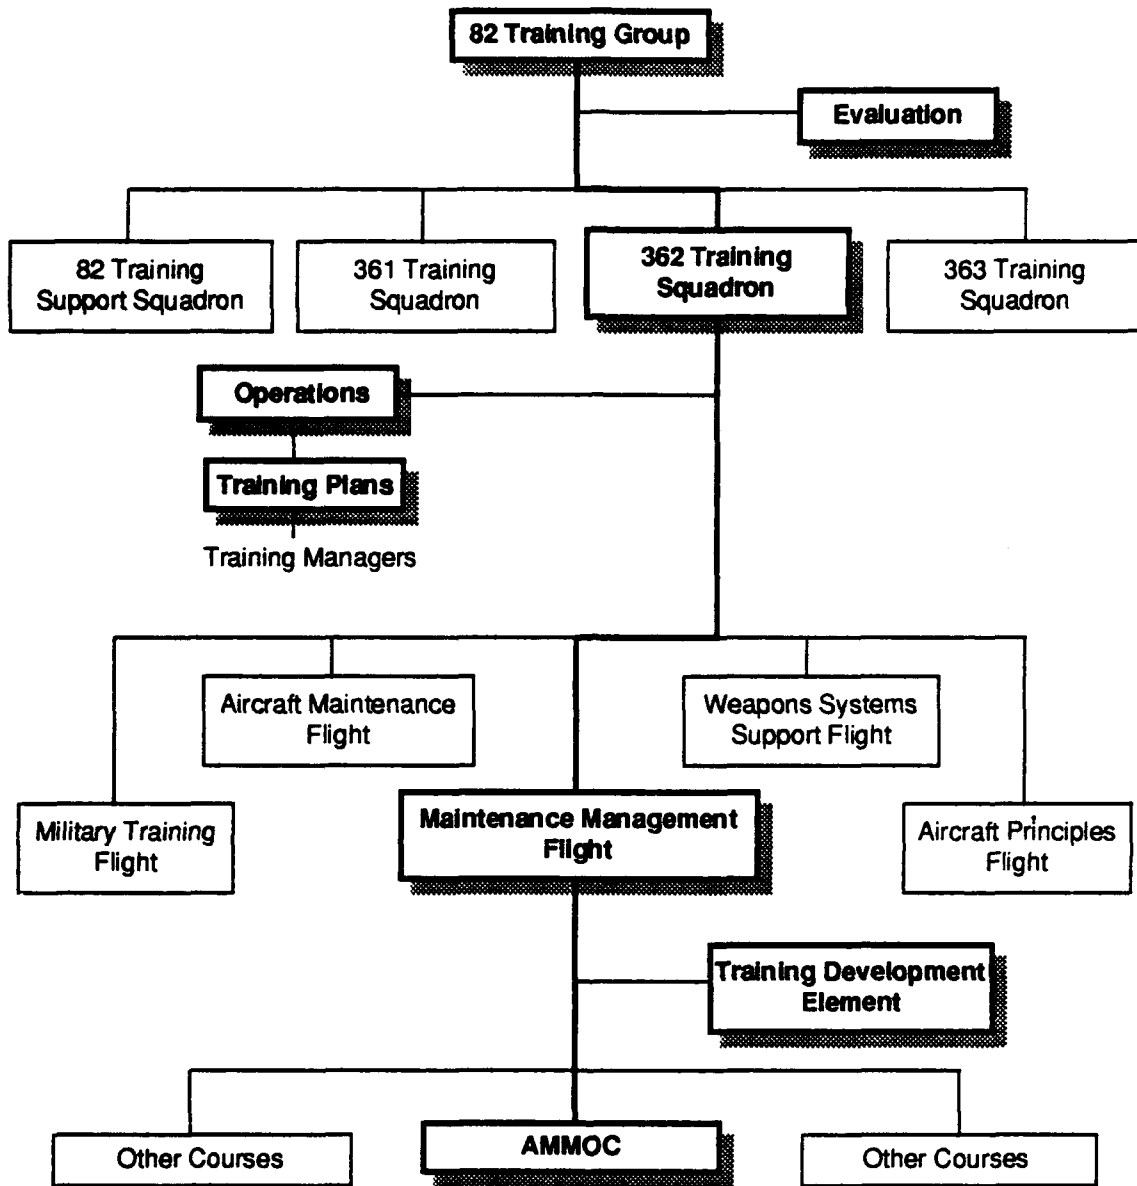 82 Training Group
Evaluation
82 Training
Support Squadron
361 Training
Squadron
362 Training
Squadron
363 Training
Squadron
Operations
Training Plans
Training Managers
Aircraft Maintenance
Flight
Weapons Systems
Support Flight
Military Training
Flight
Maintenance Management
Flight
Aircraft Principles
Flight
Training Development
Element
Other Courses
AMMOC
Other Courses